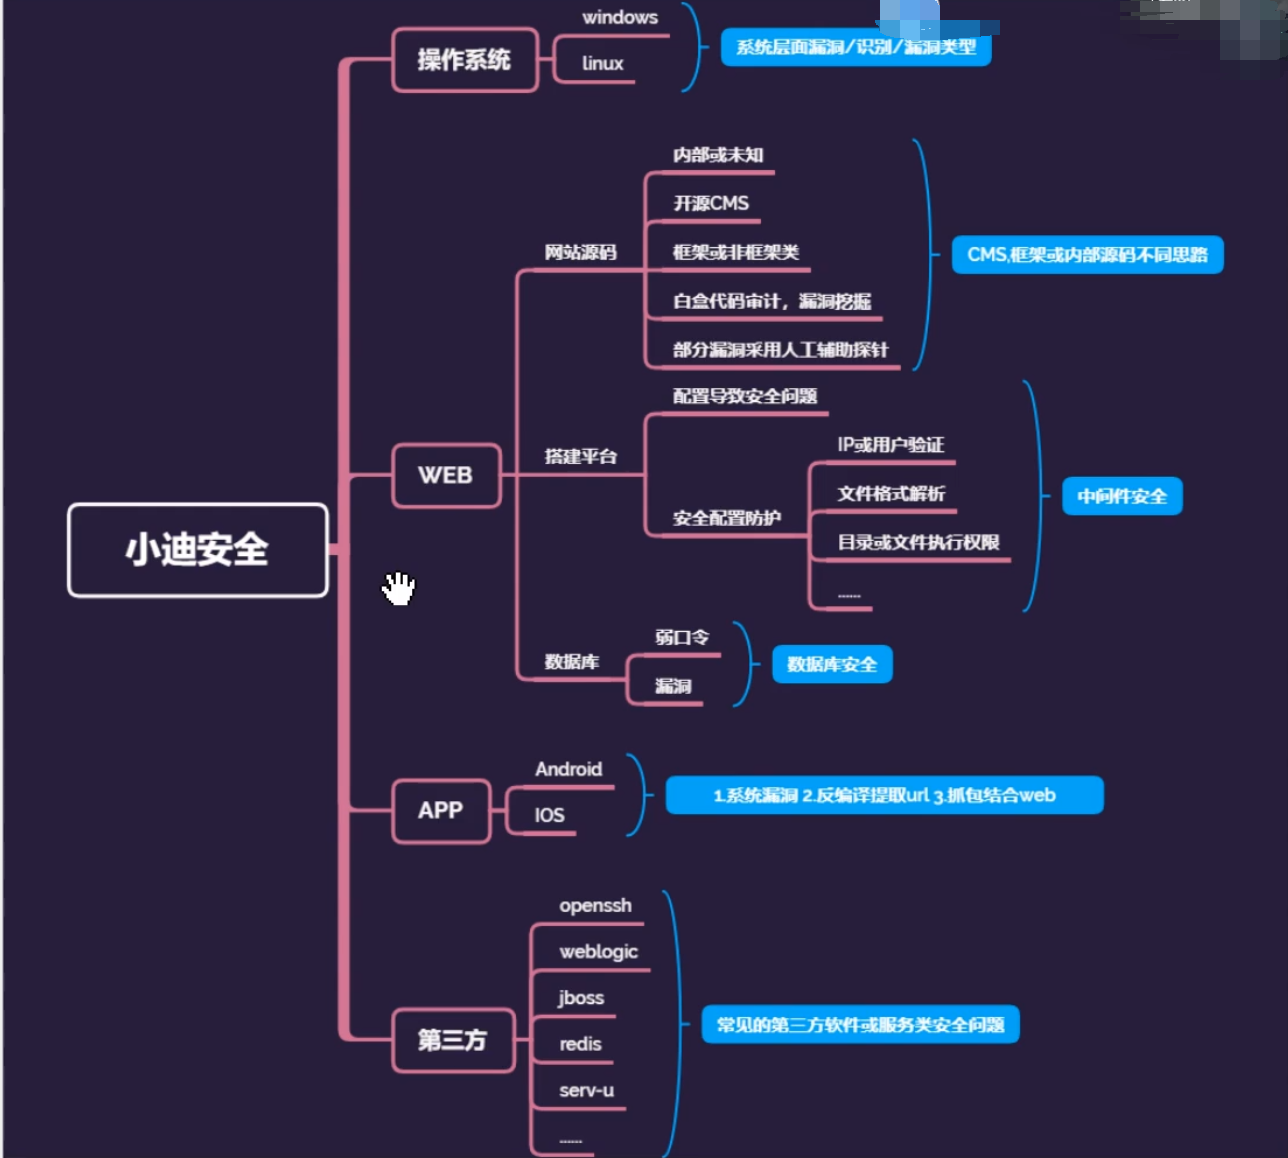 windows
操作系统
linux
系统层面漏洞/识别/漏洞类型
内部或未知
开源CMS
网站源码
框架或非框架类
白盒代码审计，漏洞挖掘
部分漏洞采用人工辅助探针
CMS,框架或内部源码不同思路
WEB
搭建平台
配置导致安全问题
安全配置防护
IP或用户验证
文件格式解析
目录或文件执行权限
......
中间件安全
小迪安全
数据库
弱口令
漏洞
数据库安全
APP
Android
IOS
1.系统漏洞 2.反编译提取url 3.抓包结合web
第三方
openssh
weblogic
jboss
redis
serv-u
......
常见的第三方软件或服务类安全问题